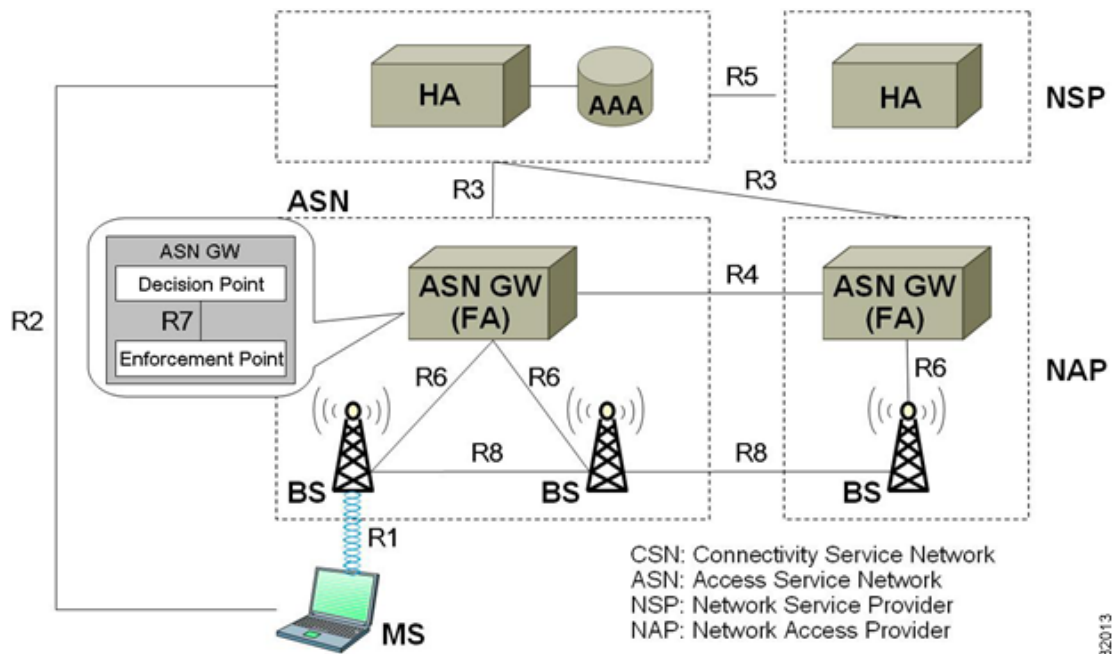 HA
AAA
R5
HA
NSP
R3
R3
ASN
ASN GW
Decision Point
R7
Enforcement Point
R2
ASN GW
(FA)
R4
ASN GW
(FA)
R6
R6
R6
NAP
R8
R8
BS
BS
BS
R1
MS
CSN: Connectivity Service Network
ASN: Access Service Network
NSP: Network Service Provider
NAP: Network Access Provider